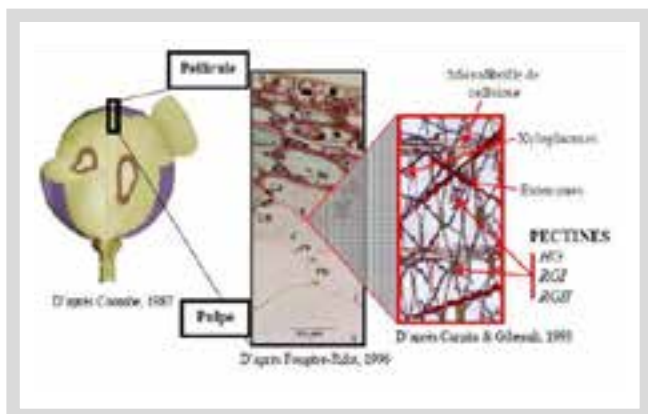 Pellicule
Pulpe
D'après Coombe, 1987
D'après Fougère-Rifot, 1996
Microfibrille de
cellulose
Xyloglucanes
Extensines
PECTINES
HG
RGI
RGII
D'après Carpita & Gibeaut, 1993